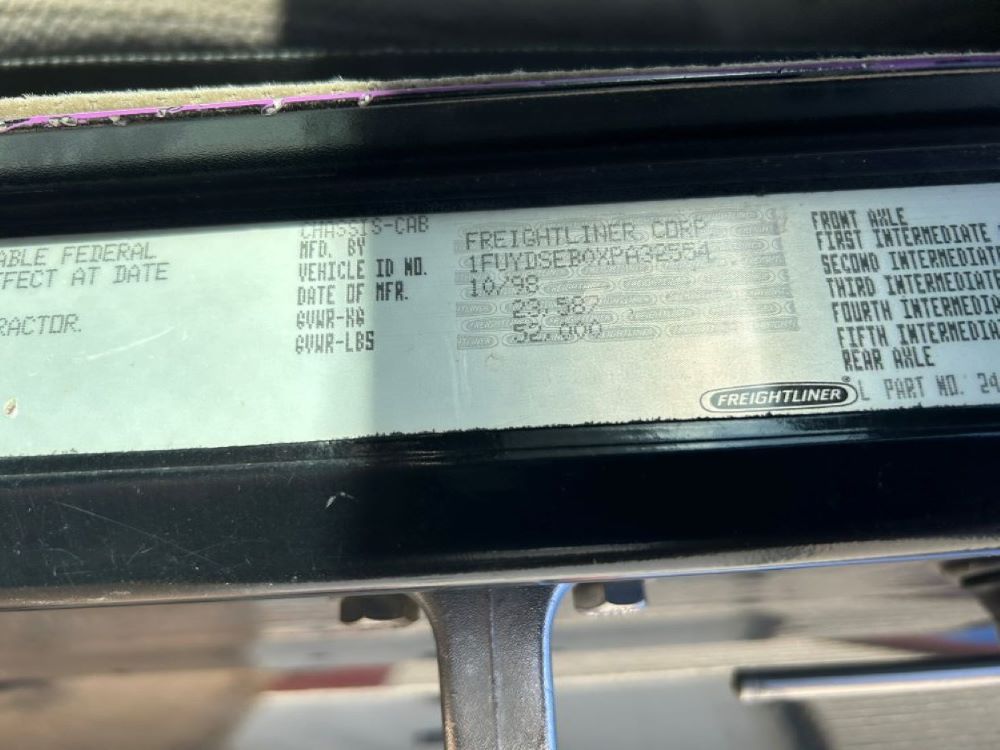 ABLE FEDERAL
FFECT AT DATE
RACTOR.
CHASSIS-CAB
MFD. BY FREIGHTLINER CORP
VEHICLE ID NO. 1FUYDSEB0XPA32554
DATE OF MFR. 10/98
GVWR-KG 23,587
GVWR-LBS 52,000
FRONT AXLE
FIRST INTERMEDIATE
SECOND INTERMEDIATE
THIRD INTERMEDIATE
FOURTH INTERMEDIA
FIFTH INTERMEDIA
REAR AXLE
FREIGHTLINER® L PART NO. 24